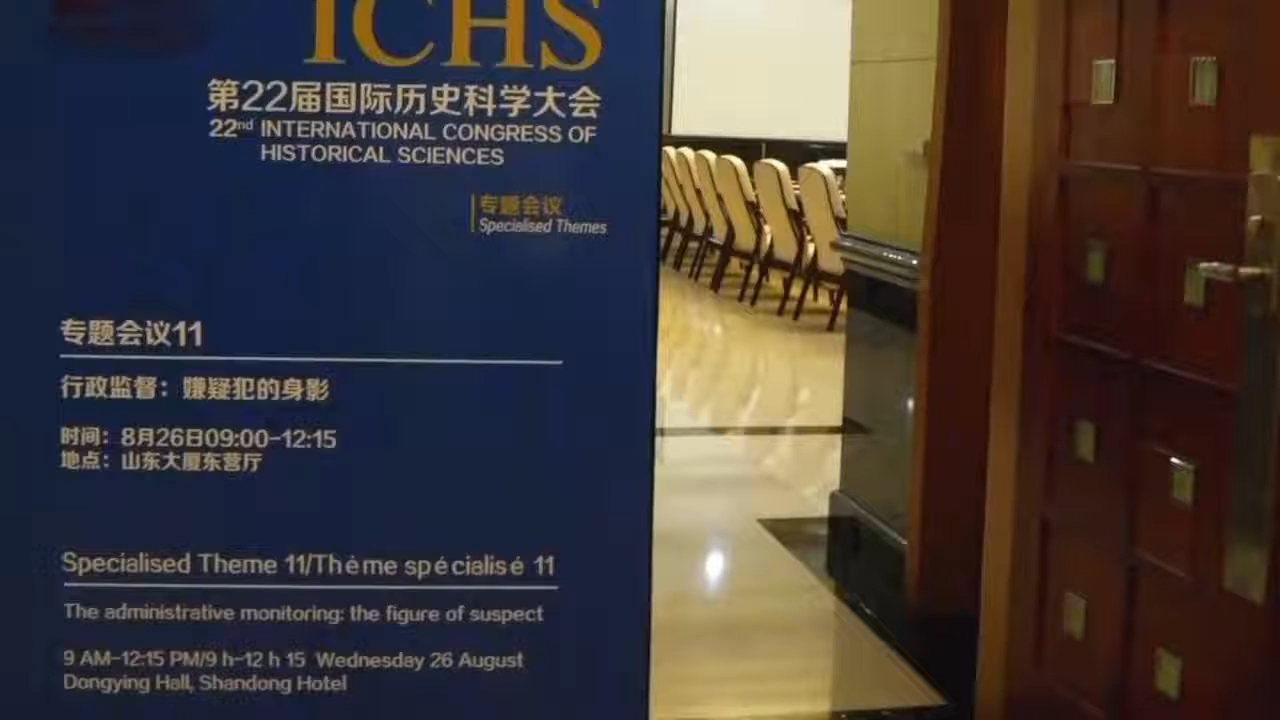 ICHS
第22届国际历史科学大会
22nd INTERNATIONAL CONGRESS OF
HISTORICAL SCIENCES
专题会议
Specialised Themes
专题会议11
行政监督：嫌疑犯的身影
时间：8月26日09:00-12:15
地点：山东大厦东营厅
Specialised Theme 11/Thème spécialisé 11
The administrative monitoring: the figure of suspect
9 AM-12:15 PM/9 h-12 h 15 Wednesday 26 August
Dongying Hall, Shandong Hotel